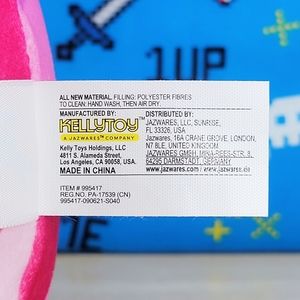 1UP
ALL NEW MATERIAL, FILLING: POLYESTER FIBRES
TO CLEAN: HAND WASH, THEN AIR DRY.
MANUFACTURED BY:
KELLYTOY
A JAZWARES™ COMPANY
Kelly Toys Holdings, LLC
4811 S. Alameda Street,
Los Angeles, CA 90058, USA.
MADE IN CHINA
DISTRIBUTED BY:
JAZWARES, LLC, SUNRISE,
FL 33326, USA
Jazwares, 16A CRANE GROVE, LONDON,
N7 8LE, UNITED KINGDOM
JAZWARES GMBH, MINA-REES-STR. 8,
64295 DARMSTADT, GERMANY
www.jazwares.com / www.jazwares.eu
ITEM # 995417
REG.NO. PA-17539 (CN)
995417-090621-S040